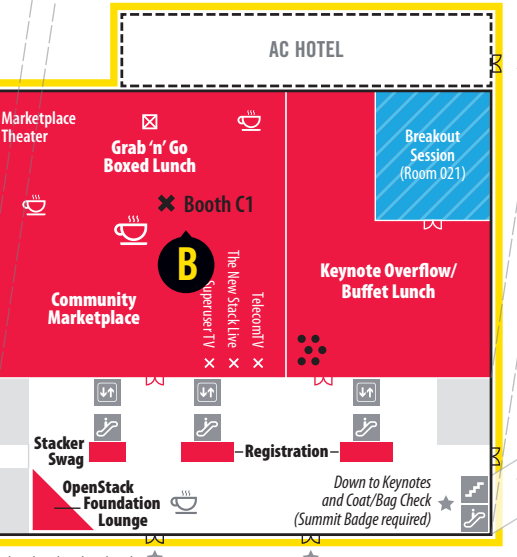 AC HOTEL
Marketplace
Theater
Grab ‘n’ Go
Boxed Lunch
Breakout
Session
(Room 021)
Booth C1
B
Community
Marketplace
Superuser TV
The New Stack Live
TelecomTV
Keynote Overflow/
Buffet Lunch
Stacker
Swag
Registration
OpenStack
Foundation
Lounge
Down to Keynotes
and Coat/Bag Check
(Summit Badge required)